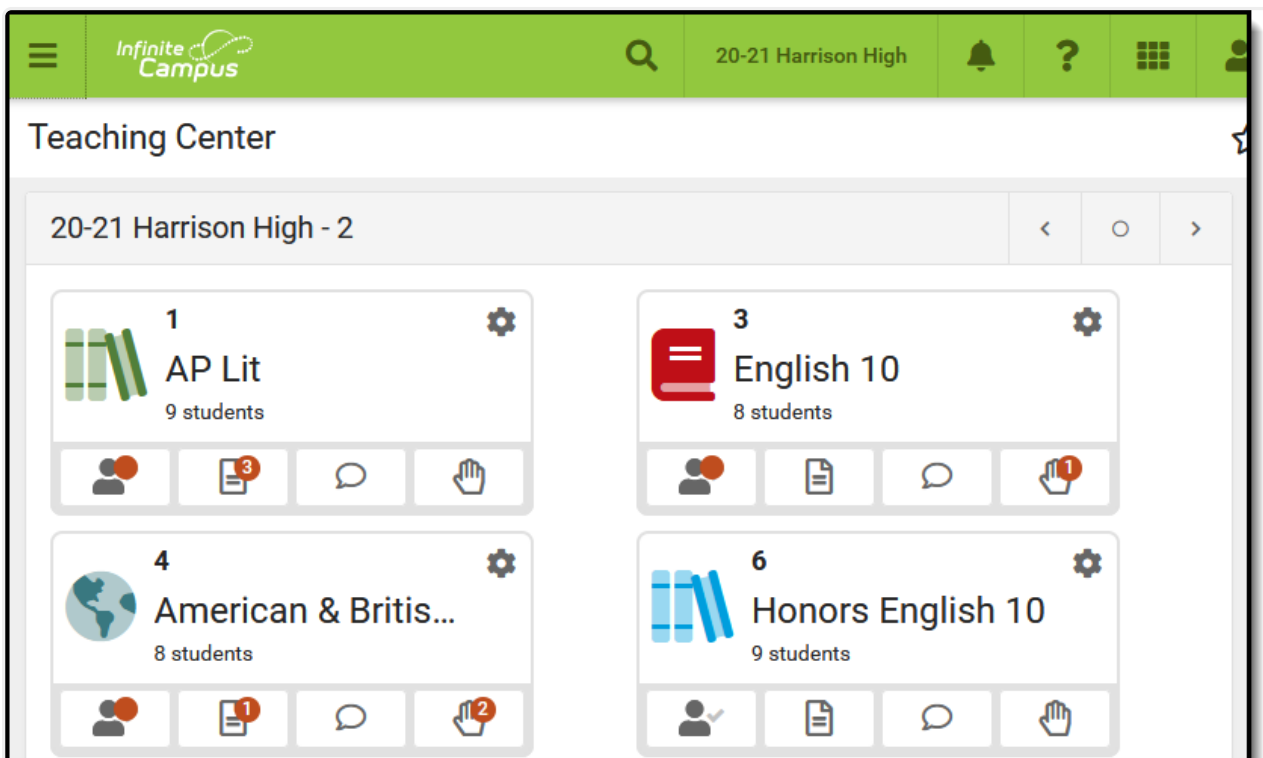 Infinite
Campus
20-21 Harrison High
?
Teaching Center
20-21 Harrison High - 2
1
AP Lit
9 students
3
3
English 10
8 students
1
4
American & Britis...
8 students
1
2
6
Honors English 10
9 students